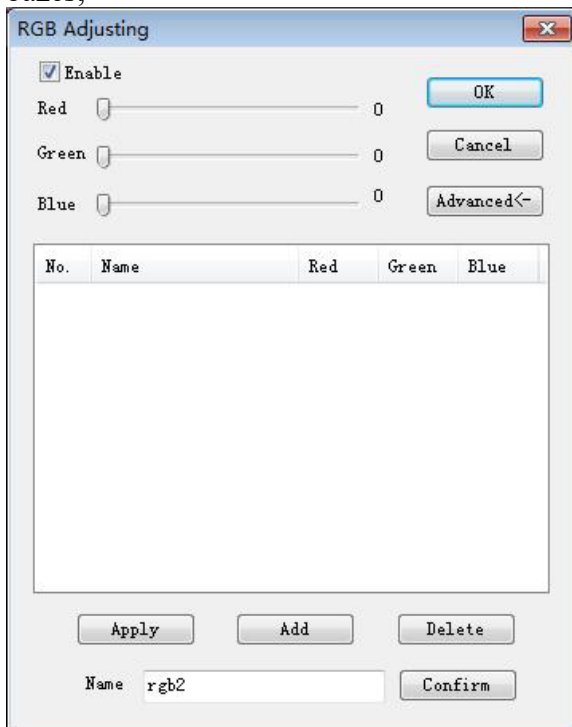 RGB Adjusting
Enable
OK
Red 0
Cancel
Green 0
Advanced<-
Blue 0
No. Name Red Green Blue
Apply Add Delete
Name rgb2 Confirm